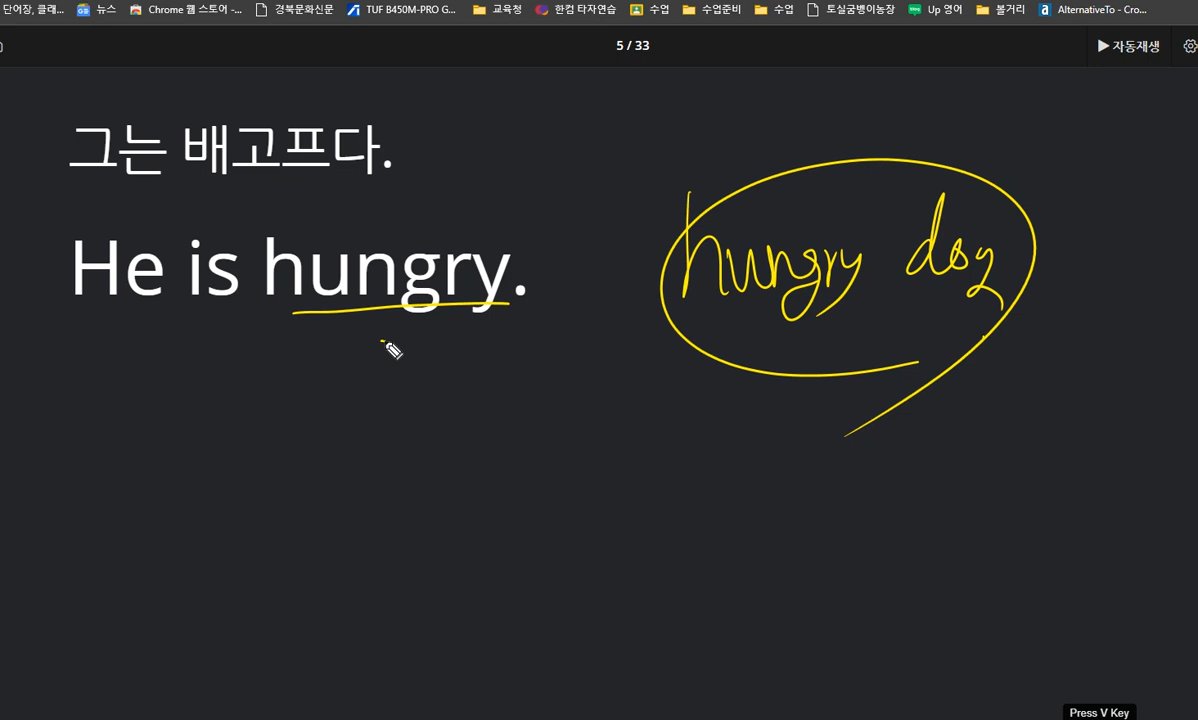 단어장, 클래... 뉴스 Chrome 웹 스토어 -... 경북문화신문 TUF B450M-PRO G... 교육청 한컴 타자연습 수업 수업준비 수업 토실굼벵이농장 Up 영어 볼거리 AlternativeTo - Cro...
5 / 33 자동재생
그는 배고프다.
He is hungry.
hungry dog
Press V Key